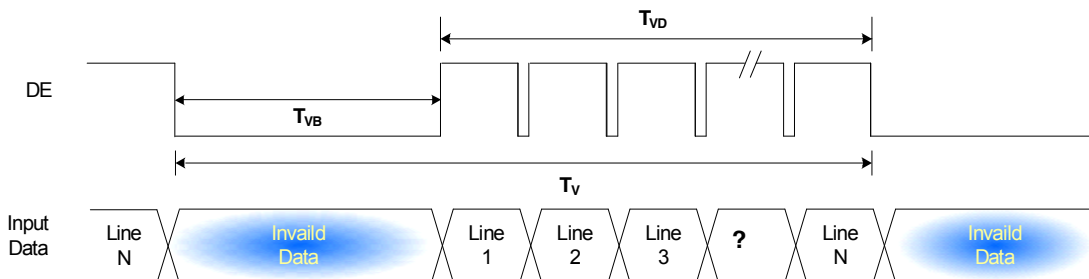 TVD
DE
TVB
TV
Input
Data
Line
N
Invaild
Data
Line
1
Line
2
Line
3
?
Line
N
Invaild
Data